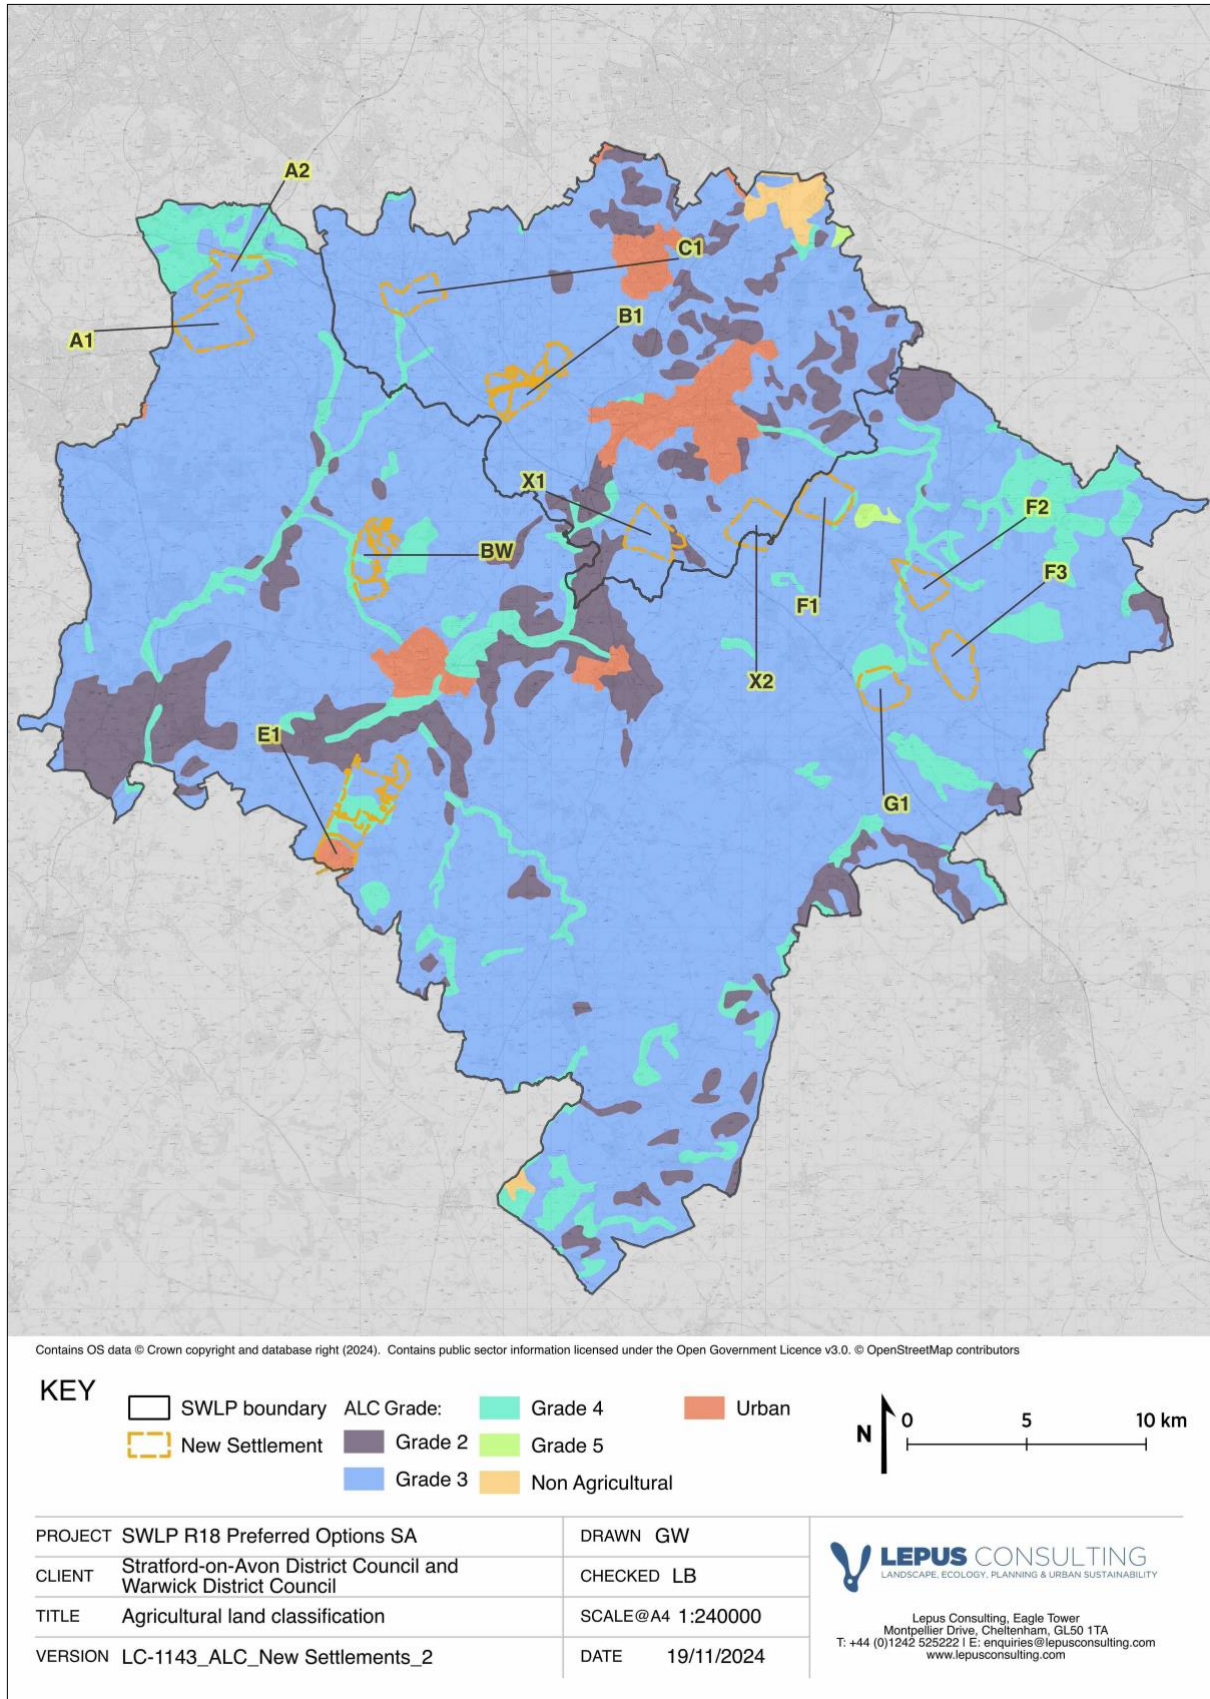 A2
C1
A1
B1
X1
F2
BW
F3
F1
X2
E1
G1
Contains OS data © Crown copyright and database right (2024). Contains public sector information licensed under the Open Government Licence v3.0. © OpenStreetMap contributors
KEY
SWLP boundary
New Settlement
ALC Grade:
Grade 2
Grade 3
Grade 4
Grade 5
Non Agricultural
Urban
N
0 5 10 km
PROJECT SWLP R18 Preferred Options SA
CLIENT Stratford-on-Avon District Council and
Warwick District Council
TITLE Agricultural land classification
VERSION LC-1143_ALC_New Settlements_2
DRAWN GW
CHECKED LB
SCALE@A4 1:240000
DATE 19/11/2024
LEPUS CONSULTING
LANDSCAPE, ECOLOGY, PLANNING & URBAN SUSTAINABILITY
Lepus Consulting, Eagle Tower
Montpellier Drive, Cheltenham, GL50 1TA
T: +44 (0)1242 525222 | E: enquiries@lepusconsulting.com
www.lepusconsulting.com